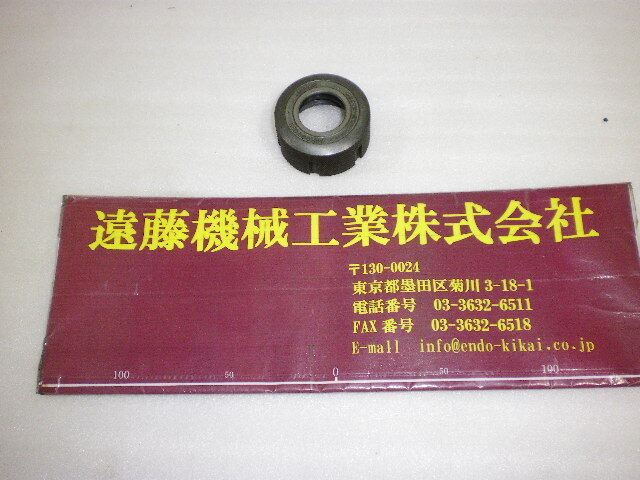 遠藤機械工業株式会社
〒130-0024
東京都墨田区菊川 3-18-1
電話番号 03-3632-6511
FAX 番号 03-3632-6518
E-mall info@endo-kikai.co.jp
100 50 0 50 100